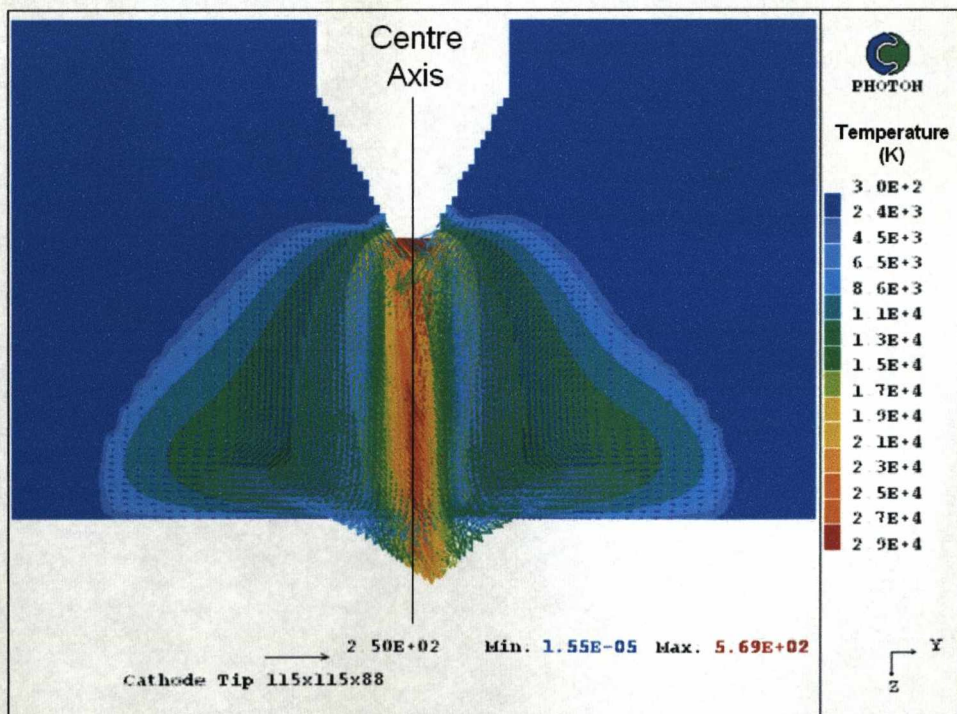 Centre
Axis
PHOTON
Temperature
(K)
3.0E+2
2.4E+3
4.5E+3
6.5E+3
8.6E+3
1.1E+4
1.3E+4
1.5E+4
1.7E+4
1.9E+4
2.1E+4
2.3E+4
2.5E+4
2.7E+4
2.9E+4
2.50E+02 Min. 1.55E-05 Max. 5.69E+02
Cathode Tip 115x115x88
Y
Z